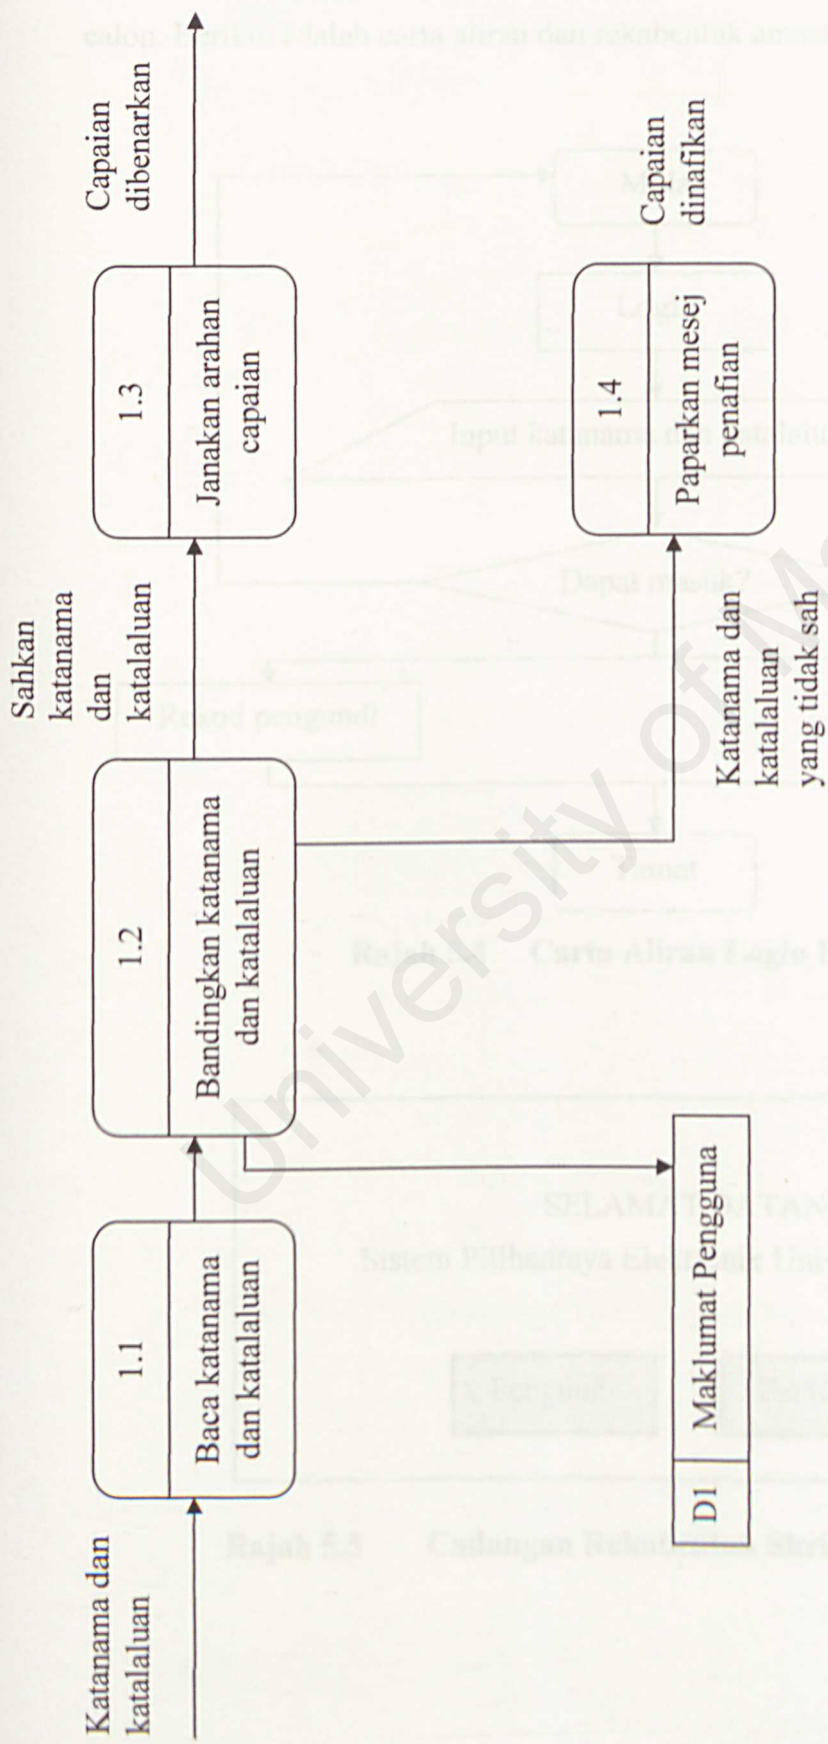 Katanama dan
katalaluan
1.1
Baca katanama
dan katalaluan
1.2
Bandingkan katanama
dan katalaluan
Sahkan
katanama
dan
katalaluan
1.3
Janakan arahan
capaian
Capaian
dibenarkan
D1 Maklumat Pengguna
Katanama dan
katalaluan
yang tidak sah
1.4
Paparkan mesej
penafian
Capaian
dinafikan
University of